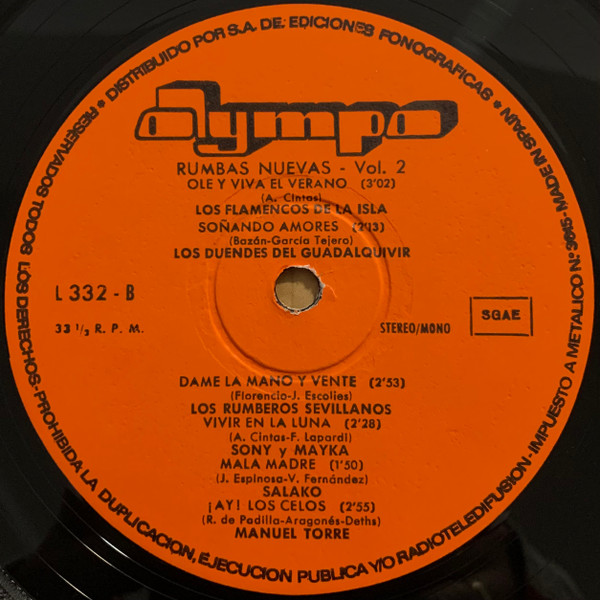 RESERVADOS TODOS LOS DERECHOS-PROHIBIDA LA DUPLICACION, EJECUCION PUBLICA Y/O RADIOTELEDIFUSION-IMPUESTO A METALICO N.º 3615-MADE IN SPAIN
* DISTRIBUIDO POR S.A. DE EDICIONES FONOGRAFICAS *
Olympo
RUMBAS NUEVAS - Vol. 2
OLE Y VIVA EL VERANO (3'02)
(A. Cintas)
LOS FLAMENCOS DE LA ISLA
SOÑANDO AMORES (2'13)
(Bazán-García Tejero)
LOS DUENDES DEL GUADALQUIVIR
L 332 - B
33 1/3 R. P. M.
STEREO/MONO
SGAE
DAME LA MANO Y VENTE (2'53)
(Florencio-J. Escolies)
LOS RUMBEROS SEVILLANOS
VIVIR EN LA LUNA (2'28)
(A. Cintas-F. Lapardi)
SONY y MAYKA
MALA MADRE (1'50)
(J. Espinosa-V. Fernández)
SALAKO
¡AY! LOS CELOS (2'55)
(R. de Padilla-Aragonés-Deths)
MANUEL TORRE